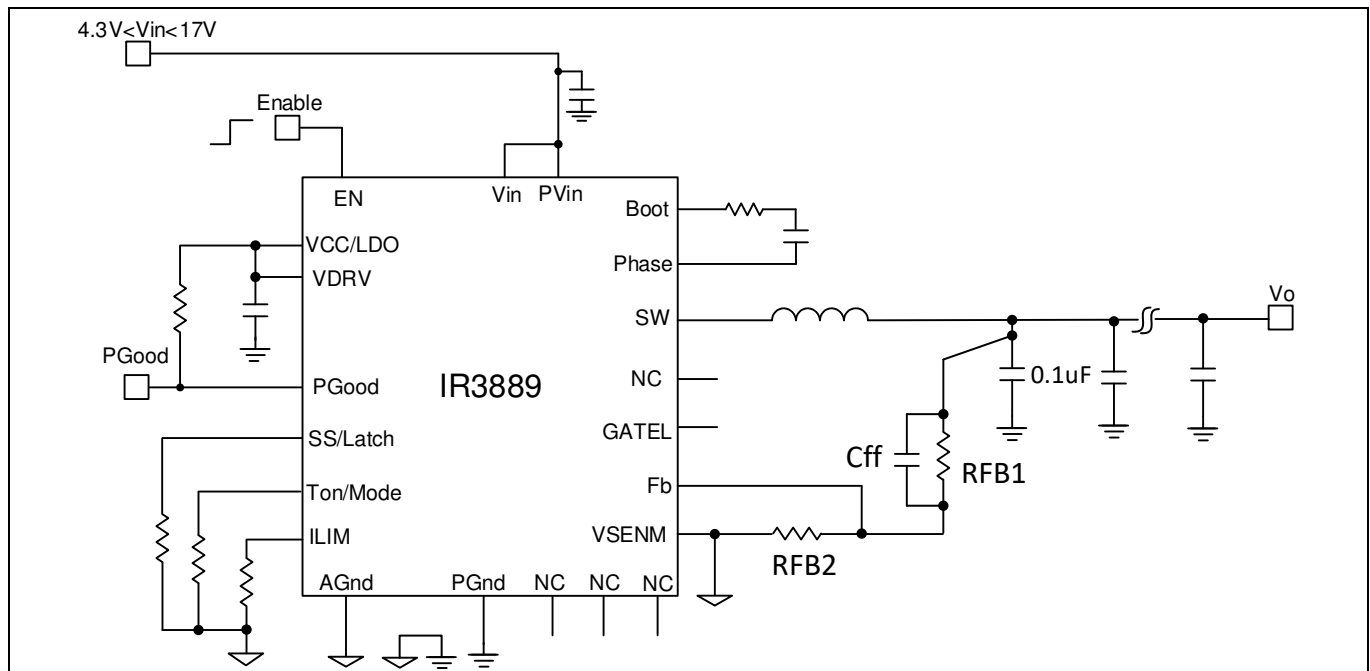 4.3V<Vin<17V
Enable
EN
Vin
PVin
Boot
VCC/LDO
Phase
VDRV
SW
Vo
PGood
PGood
IR3889
NC
0.1uF
SS/Latch
GATEL
Cff
RFB1
Ton/Mode
Fb
ILIM
VSENM
RFB2
AGnd
PGnd
NC
NC
NC